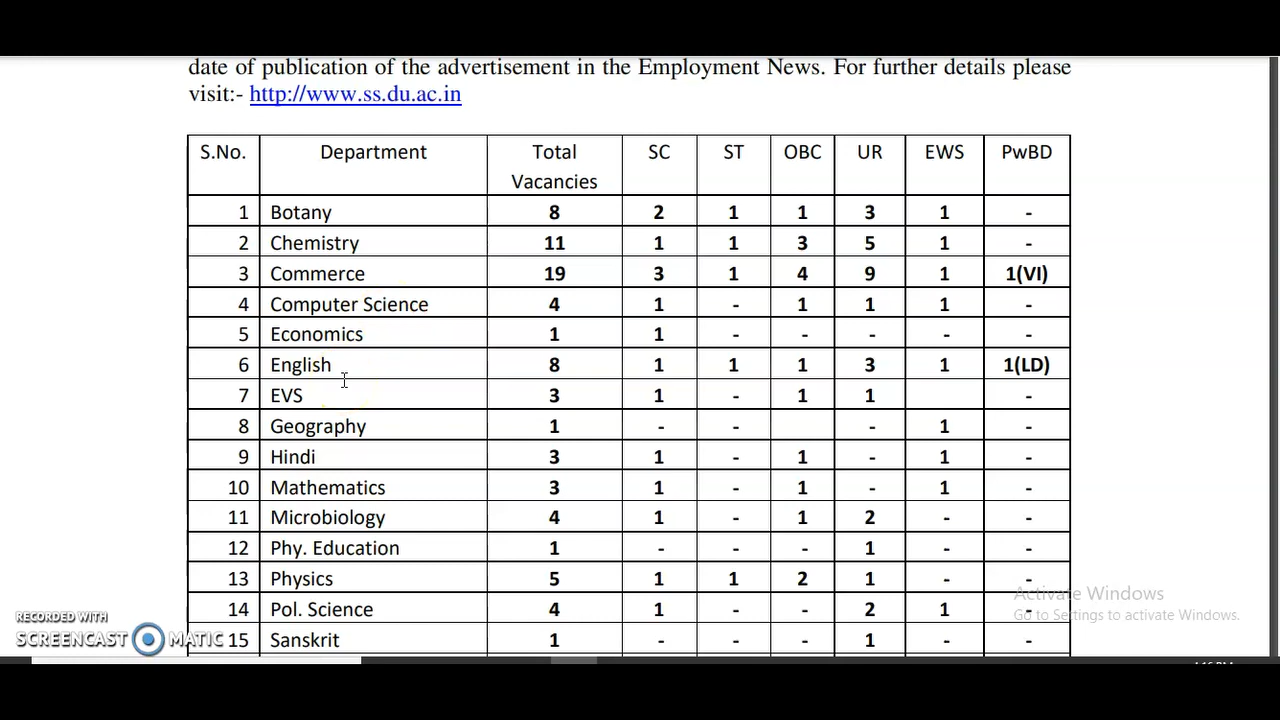 date of publication of the advertisement in the Employment News. For further details please
visit:- http://www.ss.du.ac.in
S.No. Department Total Vacancies SC ST OBC UR EWS PwBD
1 Botany 8 2 1 1 3 1 -
2 Chemistry 11 1 1 3 5 1 -
3 Commerce 19 3 1 4 9 1 1(VI)
4 Computer Science 4 1 - 1 1 1 -
5 Economics 1 1 - - - - -
6 English 8 1 1 1 3 1 1(LD)
7 EVS 3 1 - 1 1 -
8 Geography 1 - - - 1 -
9 Hindi 3 1 - 1 - 1 -
10 Mathematics 3 1 - 1 - 1 -
11 Microbiology 4 1 - 1 2 - -
12 Phy. Education 1 - - - 1 - -
13 Physics 5 1 1 2 1 - -
14 Pol. Science 4 1 - - 2 1 -
15 Sanskrit 1 - - - 1 - -
Activate Windows
Go to Settings to activate Windows.
RECORDED WITH
SCREENCAST MATIC